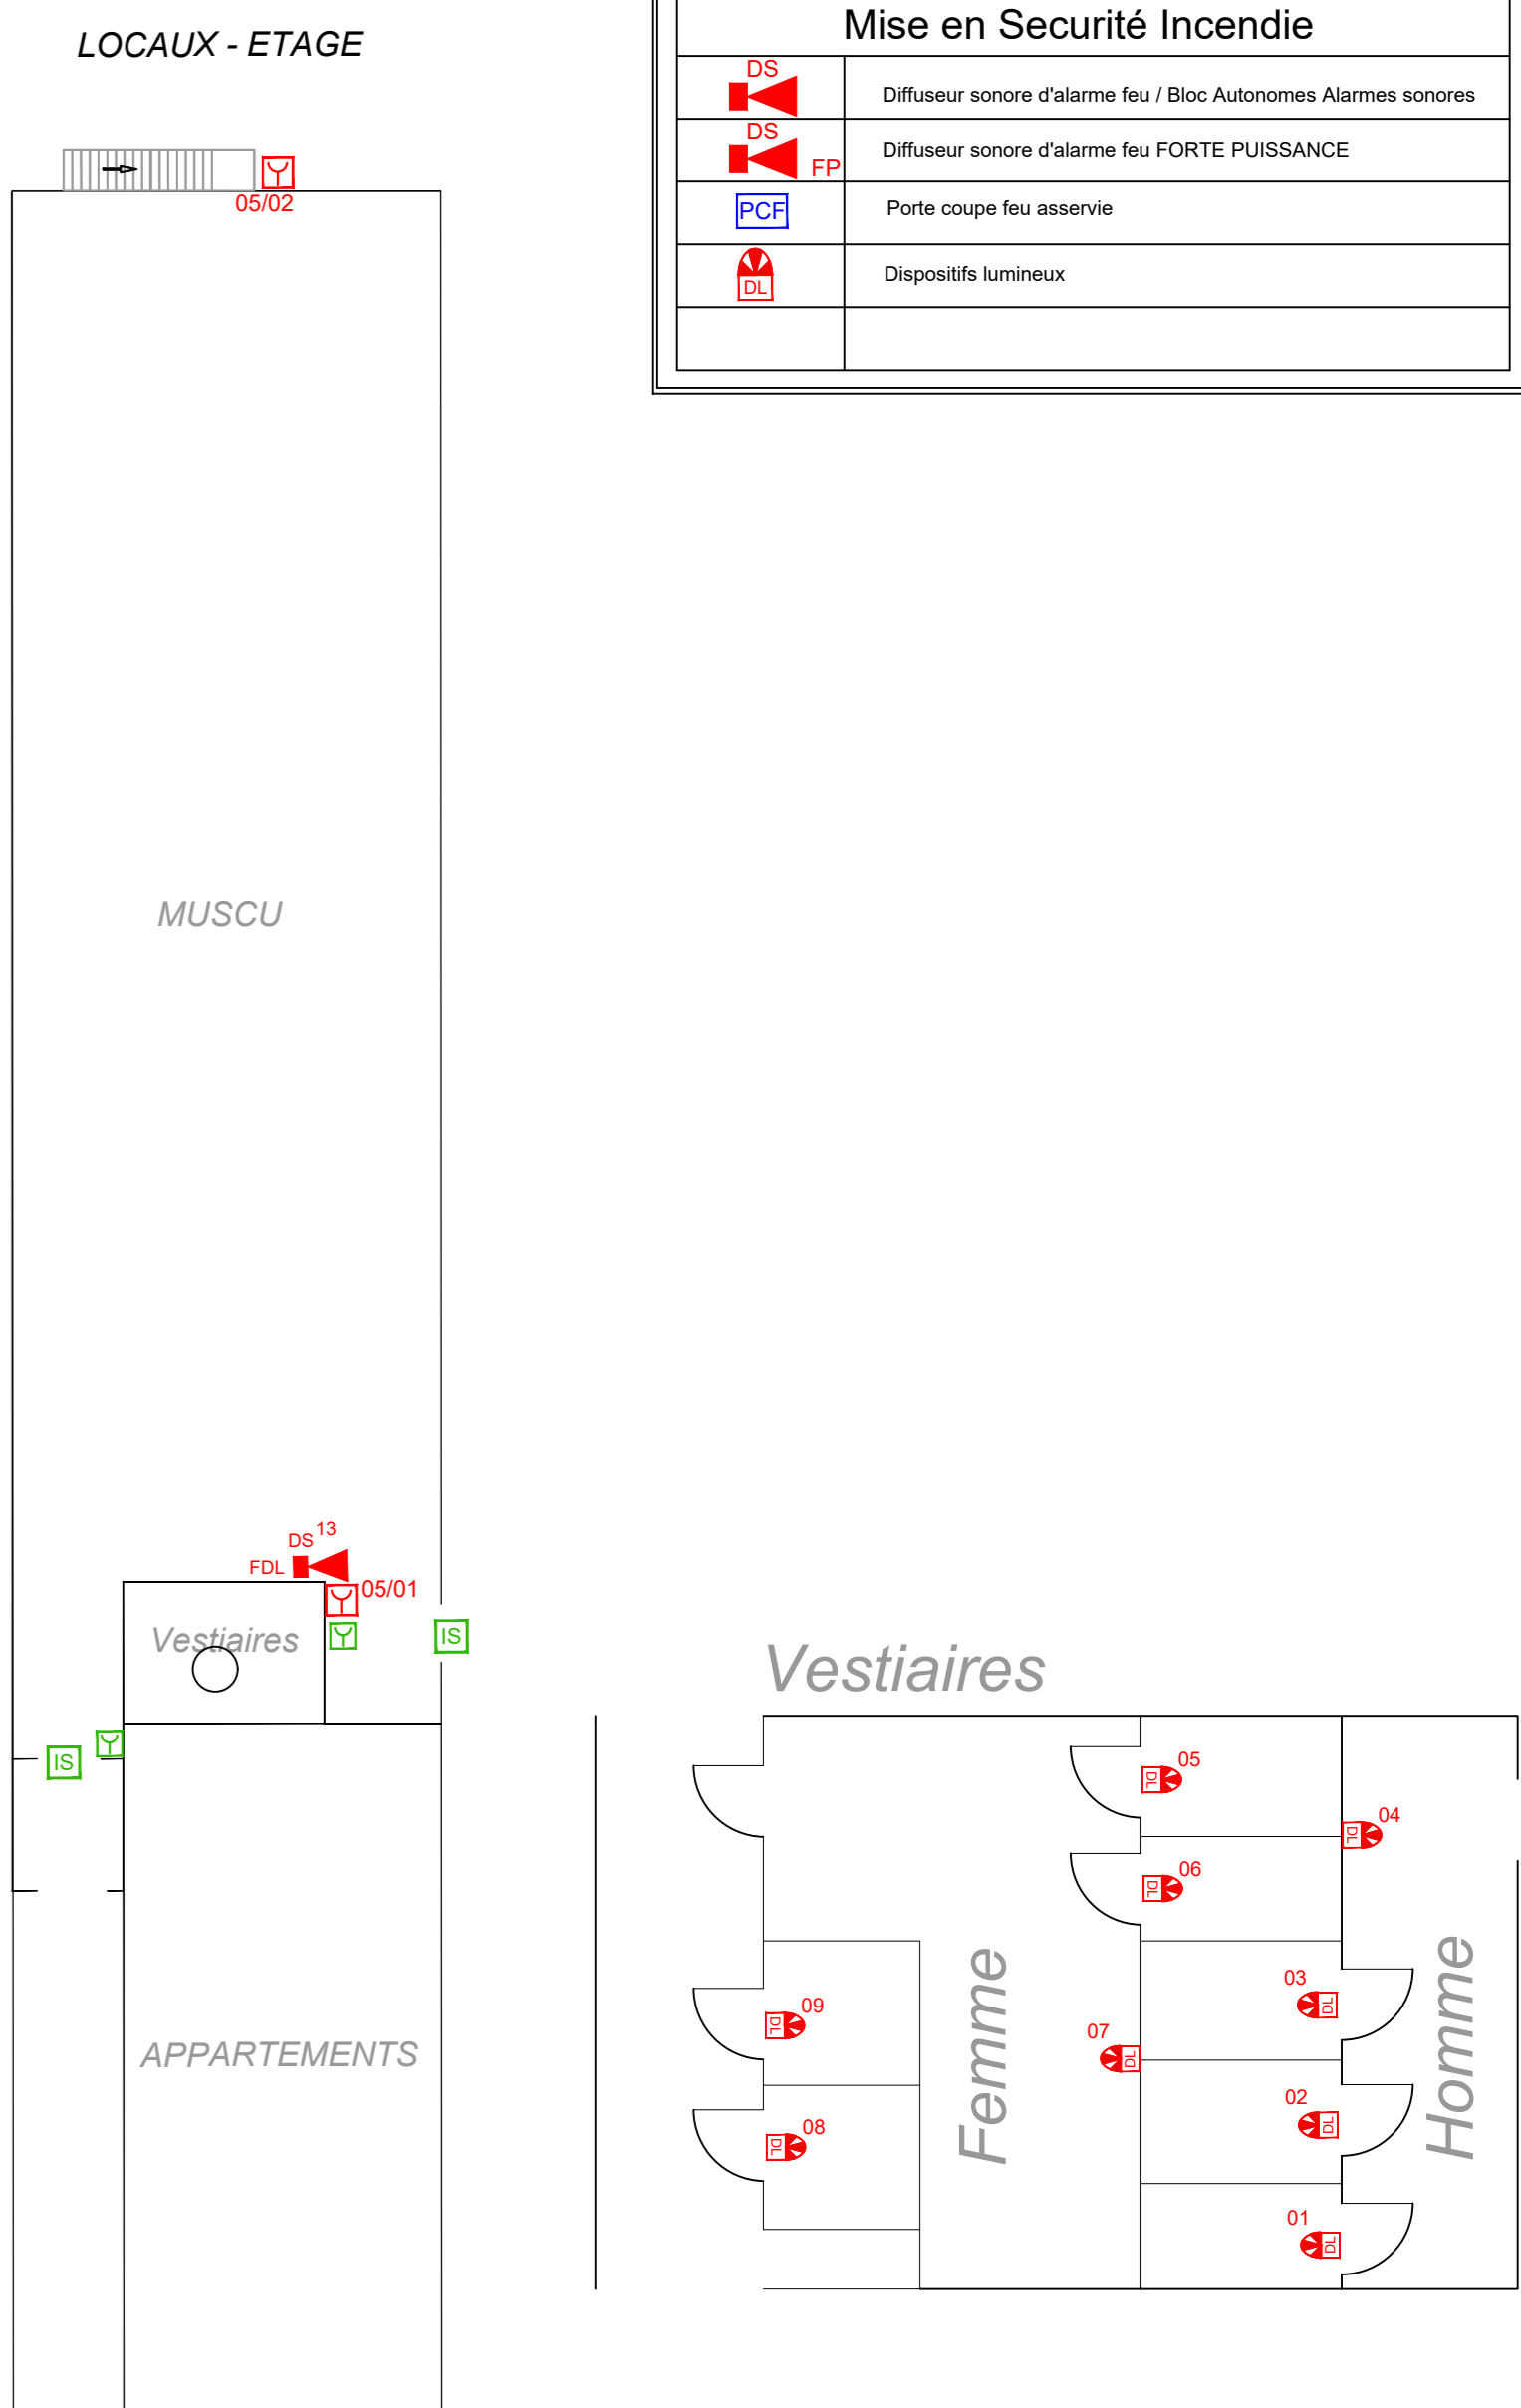 LOCAUX - ETAGE
Mise en Securité Incendie
DS
Diffuseur sonore d'alarme feu / Bloc Autonomes Alarmes sonores
DS
FP
Diffuseur sonore d'alarme feu FORTE PUISSANCE
PCF
Porte coupe feu asservie
DL
Dispositifs lumineux
05/02
MUSCU
DS 13
FDL
05/01
Vestiaires
IS
IS
APPARTEMENTS
Vestiaires
DL 05
DL 04
DL 06
Femme
Homme
03 DL
09 DL
07 DL
02 DL
08 DL
01 DL